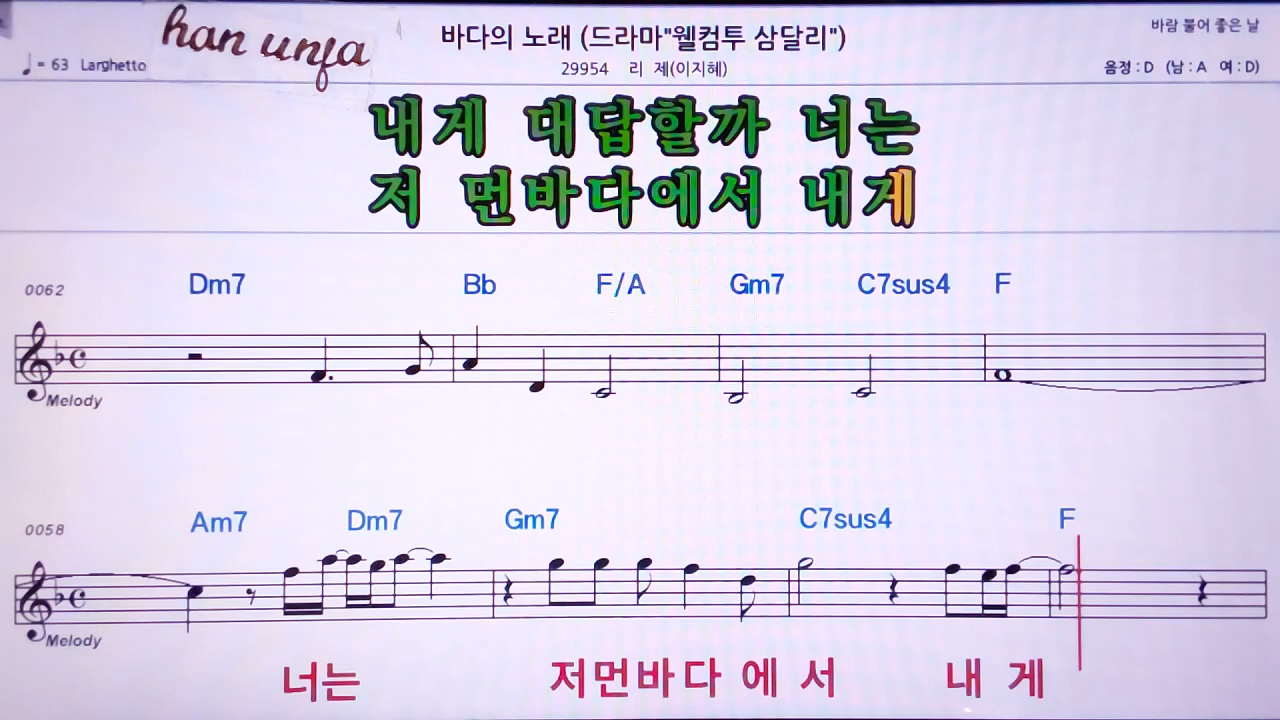 han unfa
바다의 노래 (드라마"웰컴투 삼달리")
바람 불어 좋은 날
♩= 63 Larghetto
29954 리 제(이지혜)
음정 : D (남 : A 여 : D)
내게 대답할까 너는
저 먼바다에서 내게
0062 Dm7 Bb F/A Gm7 C7sus4 F
Melody
0058 Am7 Dm7 Gm7 C7sus4 F
Melody
너는 저먼바다에서 내게